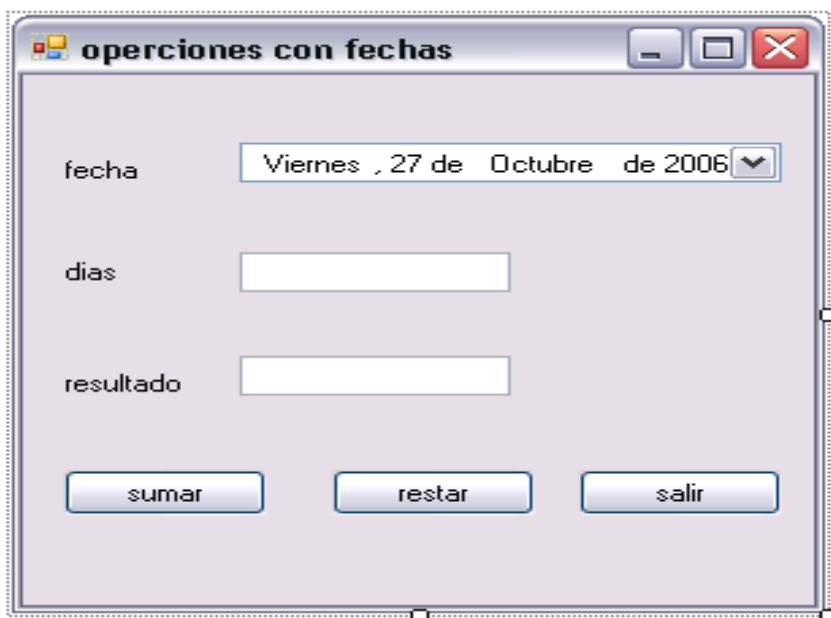 operciones con fechas
fecha
Viernes , 27 de Octubre de 2006
dias
resultado
sumar restar salir